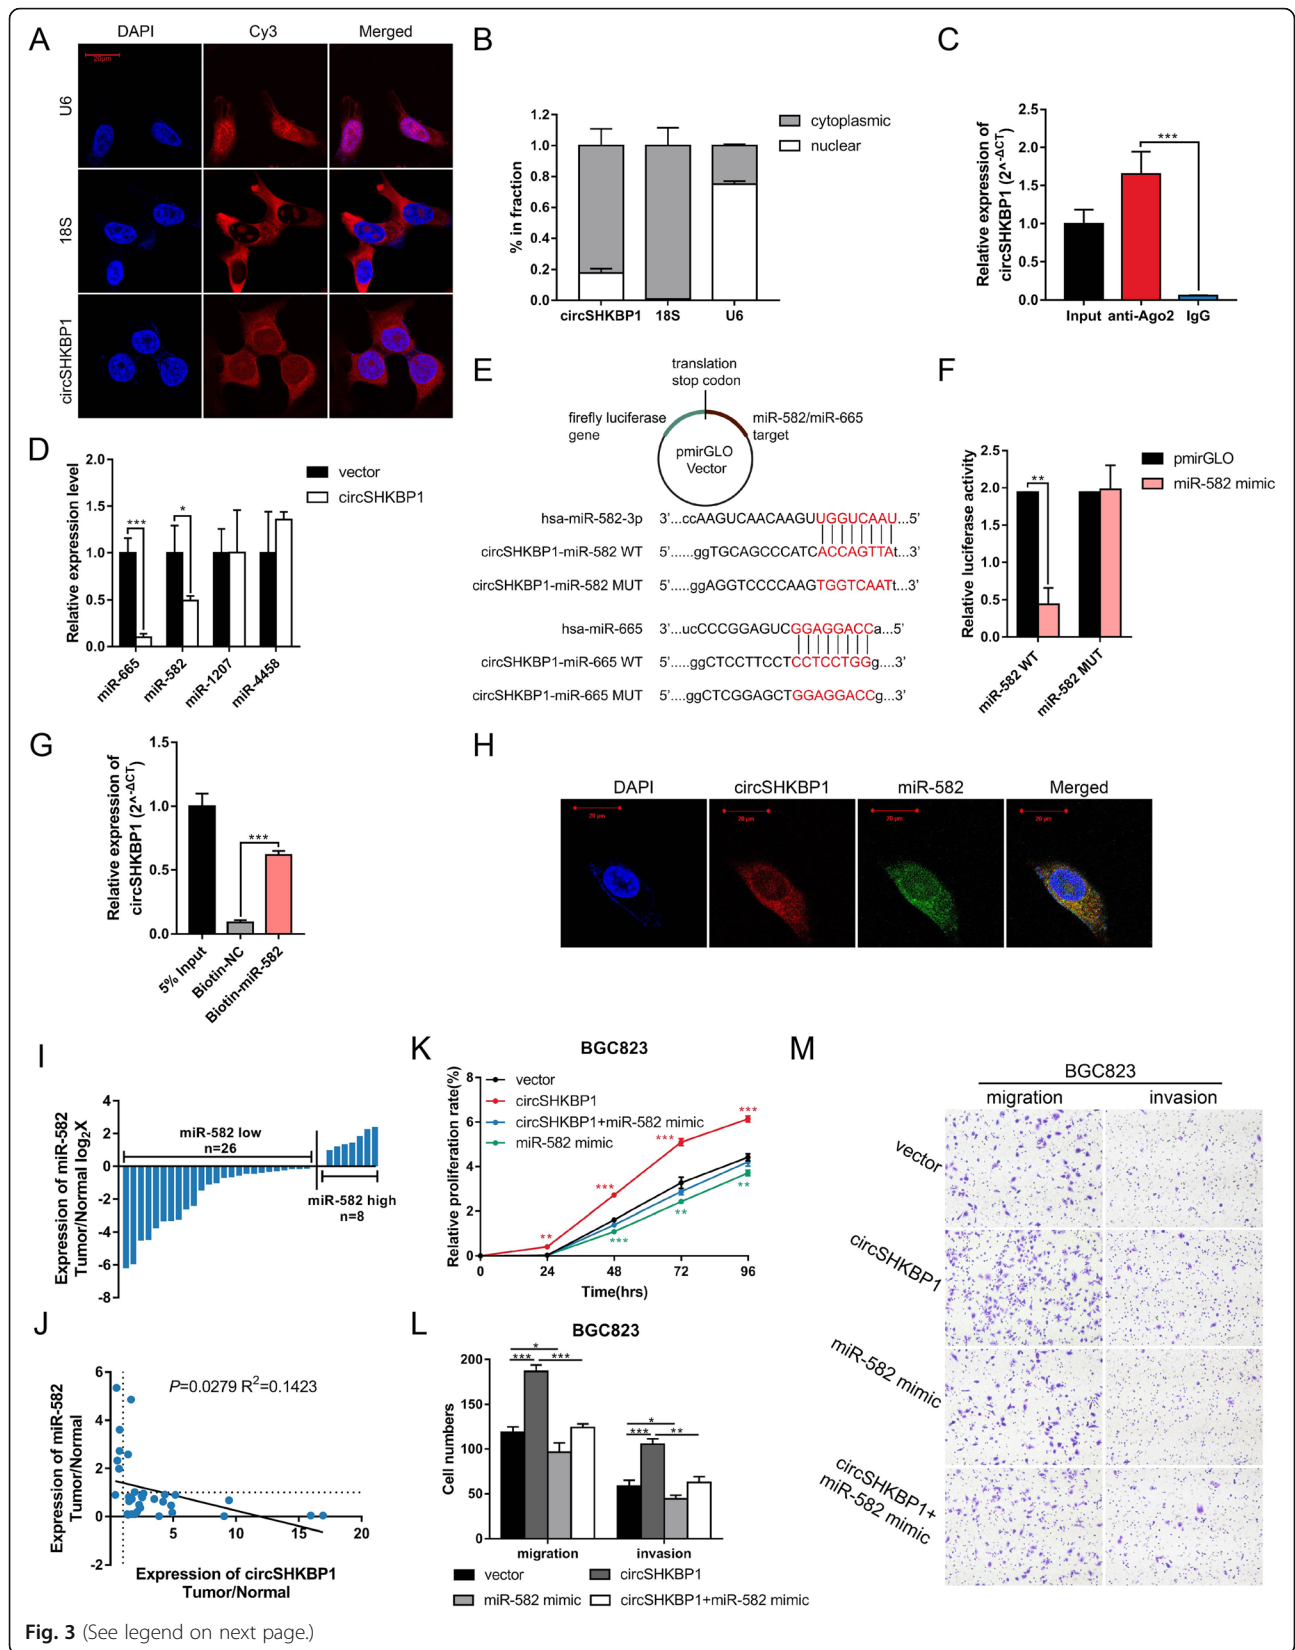 A
DAPI
Cy3
Merged
20μm
U6
18S
circSHKBP1
B
% in fraction
1.2
1.0
0.8
0.6
0.4
0.2
0.0
circSHKBP1
18S
U6
cytoplasmic
nuclear
C
Relative expression of
circSHKBP1 (2^-ΔCT)
2.5
2.0
1.5
1.0
0.5
0.0
***
Input
anti-Ago2
IgG
D
Relative expression level
2.0
1.5
1.0
0.5
0.0
***
*
vector
circSHKBP1
miR-665
miR-582
miR-1207
miR-4458
E
translation
stop codon
firefly luciferase
gene
miR-582/miR-665
target
pmirGLO
Vector
hsa-miR-582-3p 3'...ccAAGUCAACAAGUUGGUCAAU...5'
circSHKBP1-miR-582 WT 5'.....ggTGCAGCCCATCACCAGTTAt...3'
circSHKBP1-miR-582 MUT 5'.....ggAGGTCCCCAAGTGGTCAATt...3'
hsa-miR-665 3'...ucCCCGGAGUCGGAGGACCa...5'
circSHKBP1-miR-665 WT 5'.....ggCTCCTTCCTCCTCCTGGg....3'
circSHKBP1-miR-665 MUT 5'.....ggCTCGGAGCTGGAGGACCg...3'
F
Relative luciferase activity
2.5
2.0
1.5
1.0
0.5
0.0
**
pmirGLO
miR-582 mimic
miR-582 WT
miR-582 MUT
G
Relative expression of
circSHKBP1 (2^-ΔCT)
1.5
1.0
0.5
0.0
***
5% Input
Biotin-NC
Biotin-miR-582
H
DAPI
circSHKBP1
miR-582
Merged
20 μm
20 μm
20 μm
20 μm
I
Expression of miR-582
Tumor/Normal log₂X
4
2
0
-2
-4
-6
-8
miR-582 low
n=26
miR-582 high
n=8
J
Expression of miR-582
Tumor/Normal
6
4
2
0
-2
P=0.0279 R²=0.1423
5
10
15
20
Expression of circSHKBP1
Tumor/Normal
K
BGC823
Relative proliferation rate(%)
8
6
4
2
0
vector
circSHKBP1
circSHKBP1+miR-582 mimic
miR-582 mimic
**
***
***
***
***
**
**
0
24
48
72
96
Time(hrs)
L
BGC823
Cell numbers
200
150
100
50
0
*
***
***
*
***
**
migration
invasion
vector
circSHKBP1
miR-582 mimic
circSHKBP1+miR-582 mimic
M
BGC823
migration
invasion
vector
circSHKBP1
miR-582 mimic
circSHKBP1+
miR-582 mimic
Fig. 3 (See legend on next page.)